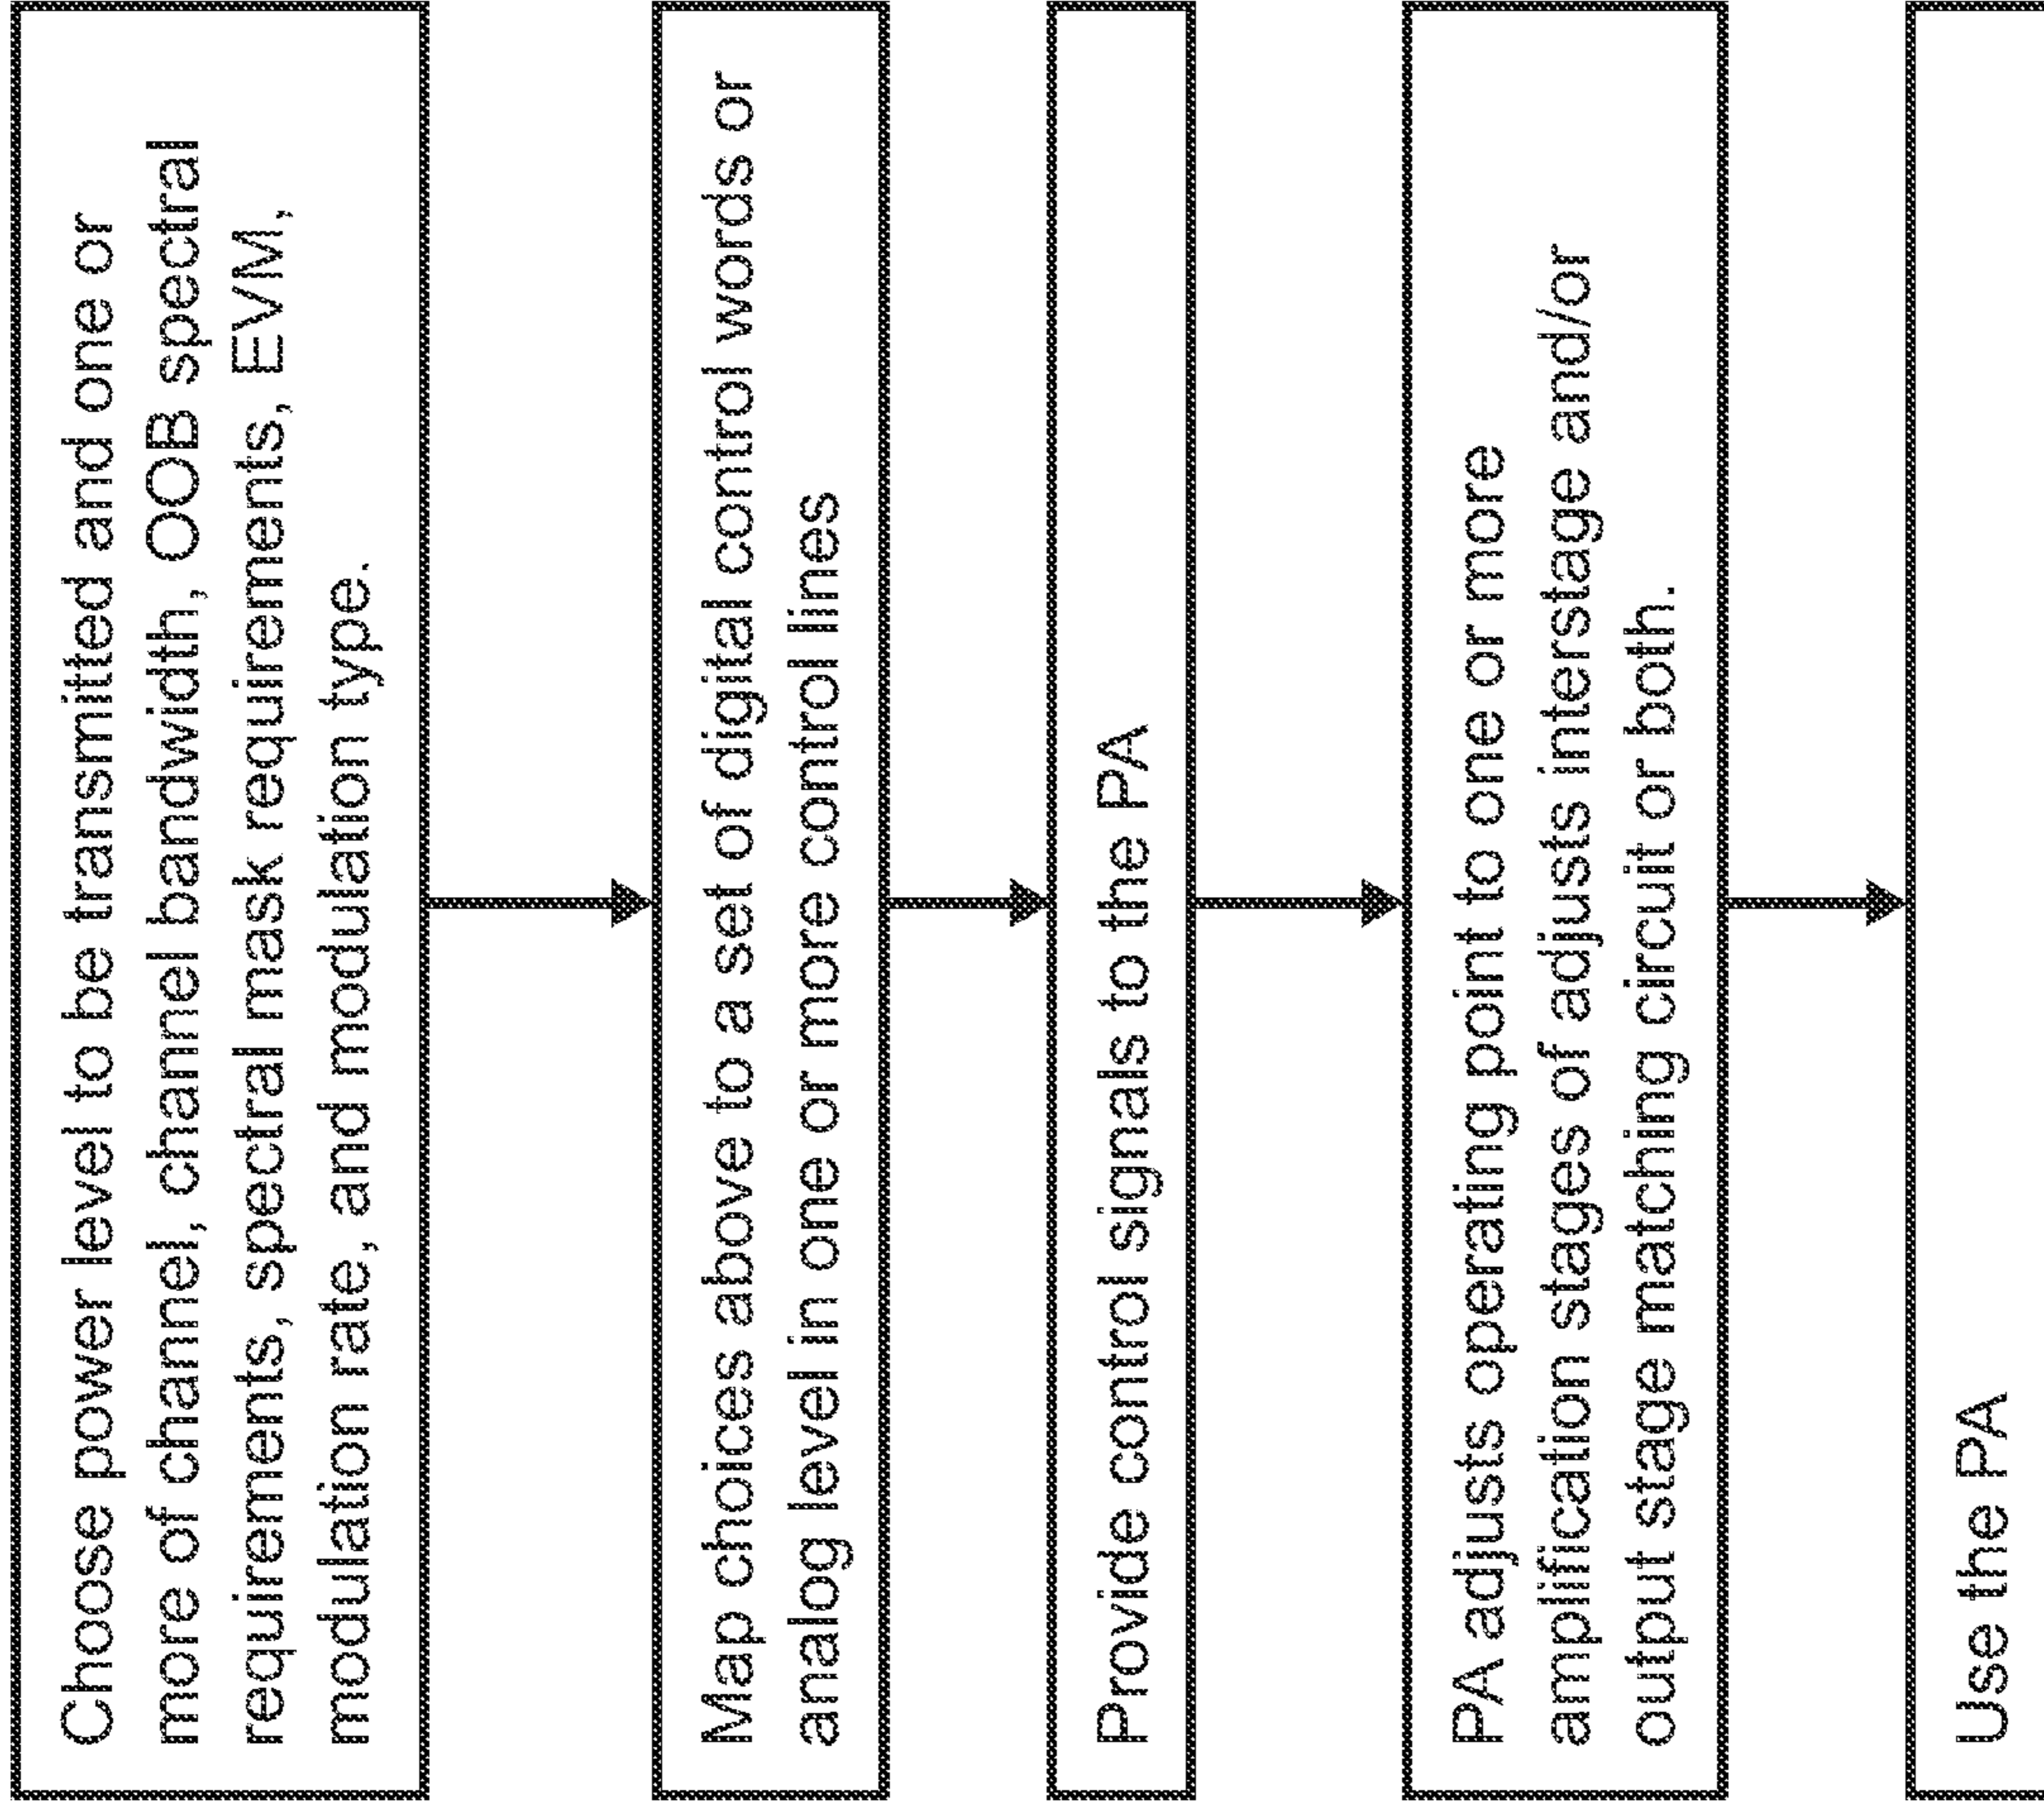 Choose power level to be transmitted and one or
more of channel, channel bandwidth, OOB spectral
requirements, spectral mask requirements, EVM,
modulation rate, and modulation type.
Map choices above to a set of digital control words or
analog level in one or more control lines
Provide control signals to the PA
PA adjusts operating point to one or more
amplification stages of adjusts interstage and/or
output stage matching circuit or both.
Use the PA